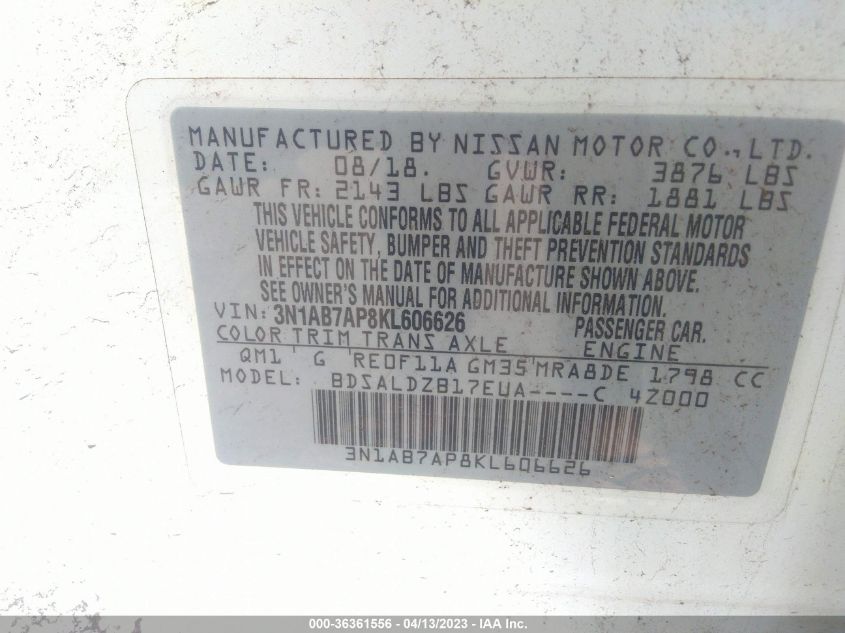 MANUFACTURED BY NISSAN MOTOR CO., LTD.
DATE: 08/18. GVWR: 3876 LBS
GAWR FR: 2143 LBS GAWR RR: 1881 LBS
THIS VEHICLE CONFORMS TO ALL APPLICABLE FEDERAL MOTOR
VEHICLE SAFETY, BUMPER AND THEFT PREVENTION STANDARDS
IN EFFECT ON THE DATE OF MANUFACTURE SHOWN ABOVE.
SEE OWNER'S MANUAL FOR ADDITIONAL INFORMATION.
VIN: 3N1AB7AP8KL606626 PASSENGER CAR.
COLOR TRIM TRANS AXLE ENGINE
QM1 G RE0F11A GM35 MRA8DE 1798 CC
MODEL: BDSALDZB17EUA----C 4Z000
3N1AB7AP8KL606626
000-36361556 - 04/13/2023 - IAA Inc.